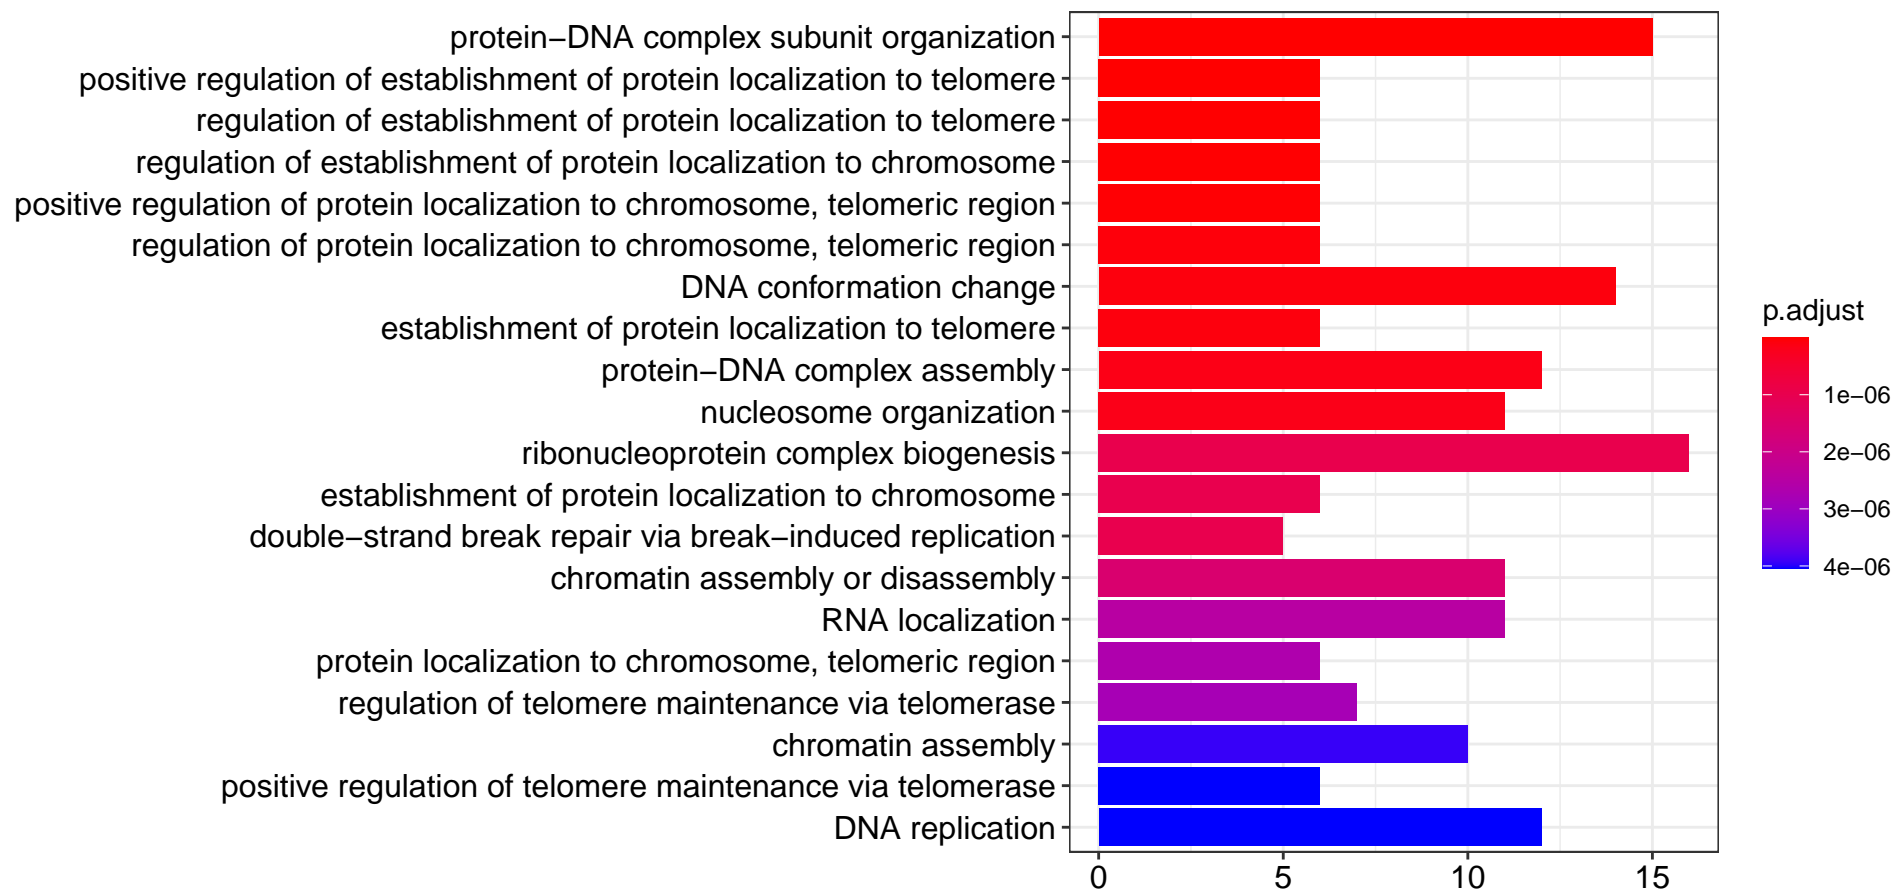 protein−DNA complex subunit organization
positive regulation of establishment of protein localization to telomere
regulation of establishment of protein localization to telomere
regulation of establishment of protein localization to chromosome
positive regulation of protein localization to chromosome, telomeric region
regulation of protein localization to chromosome, telomeric region
DNA conformation change
establishment of protein localization to telomere
protein−DNA complex assembly
nucleosome organization
ribonucleoprotein complex biogenesis
establishment of protein localization to chromosome
double−strand break repair via break−induced replication
chromatin assembly or disassembly
RNA localization
protein localization to chromosome, telomeric region
regulation of telomere maintenance via telomerase
chromatin assembly
positive regulation of telomere maintenance via telomerase
DNA replication
0 5 10 15
p.adjust
1e−06
2e−06
3e−06
4e−06